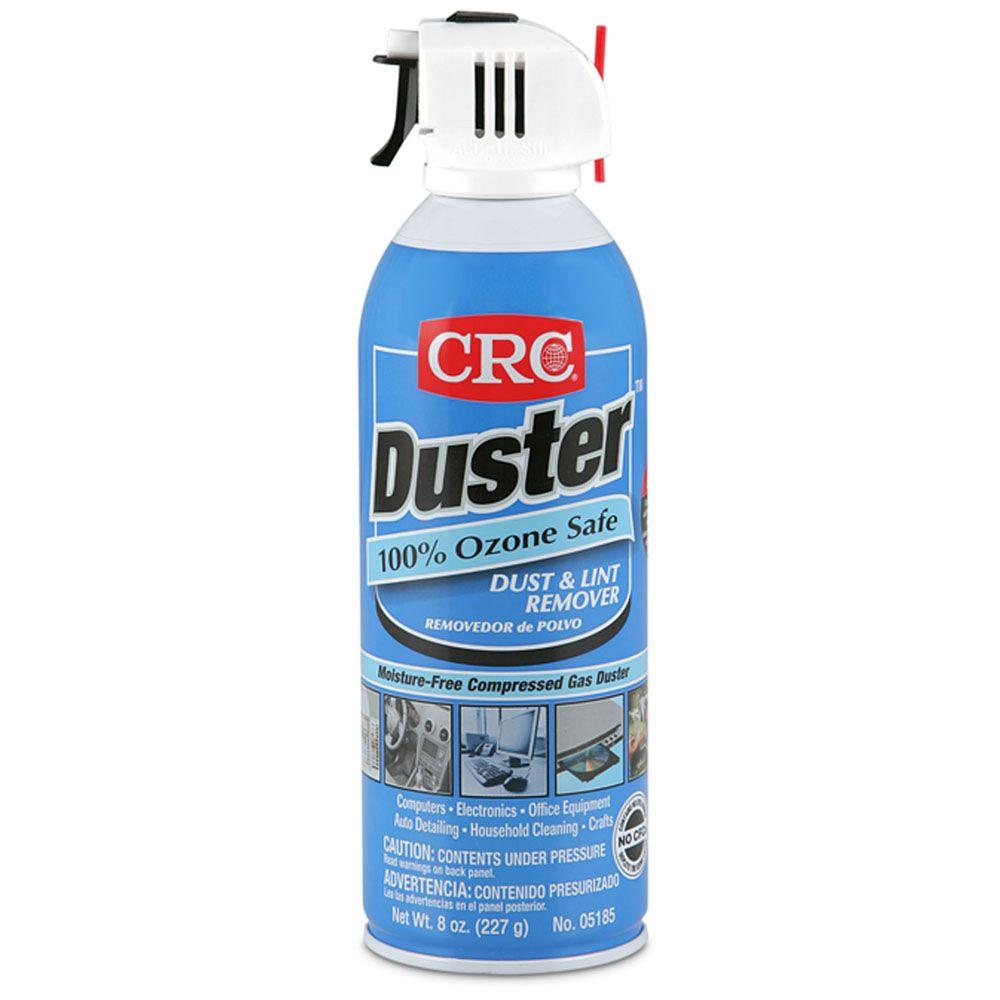 CRC®
Duster™
100% Ozone Safe
DUST & LINT
REMOVER
REMOVEDOR de POLVO
Moisture-Free Compressed Gas Duster
Computers • Electronics • Office Equipment
Auto Detailing • Household Cleaning • Crafts
NO CFC
CAUTION: CONTENTS UNDER PRESSURE
Read warnings on back panel.
ADVERTENCIA: CONTENIDO PRESURIZADO
Lea las advertencias en el panel posterior.
Net Wt. 8 oz. (227 g) No. 05185